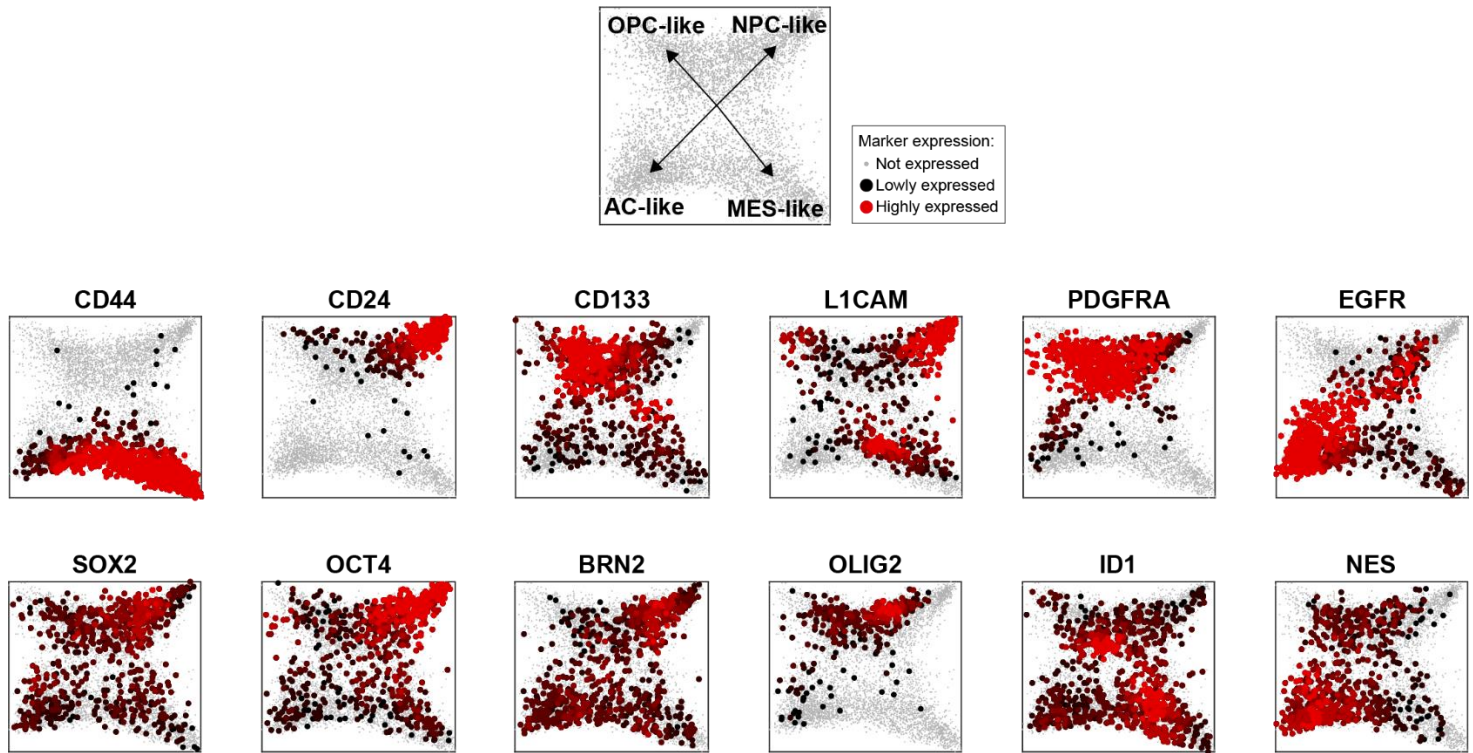 OPC-like NPC-like
AC-like MES-like
Marker expression:
Not expressed
Lowly expressed
Highly expressed
CD44 CD24 CD133 L1CAM PDGFRA EGFR
SOX2 OCT4 BRN2 OLIG2 ID1 NES